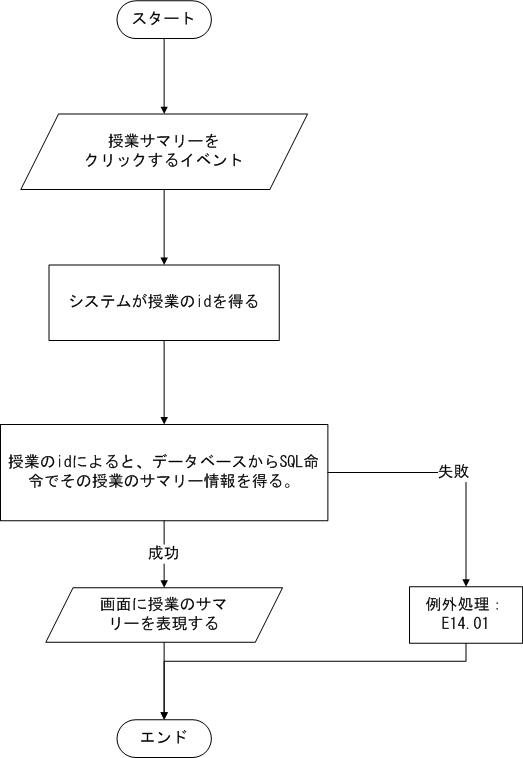 スタート
授業サマリーを
クリックするイベント
システムが授業のidを得る
授業のidによると、データベースからSQL命
令でその授業のサマリー情報を得る。
失敗
成功
画面に授業のサマ
リーを表現する
例外処理：
E14.01
エンド